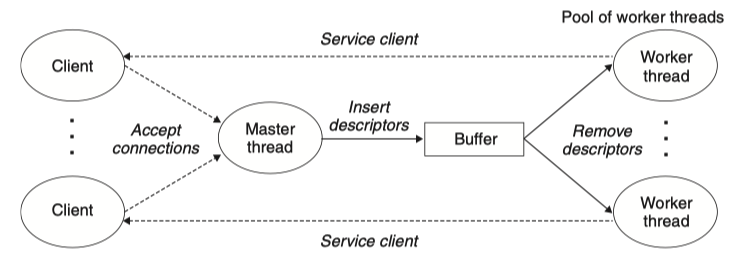 Pool of worker threads
Service client
Client
Worker
thread
Accept
connections
Master
thread
Insert
descriptors
Buffer
Remove
descriptors
Client
Worker
thread
Service client